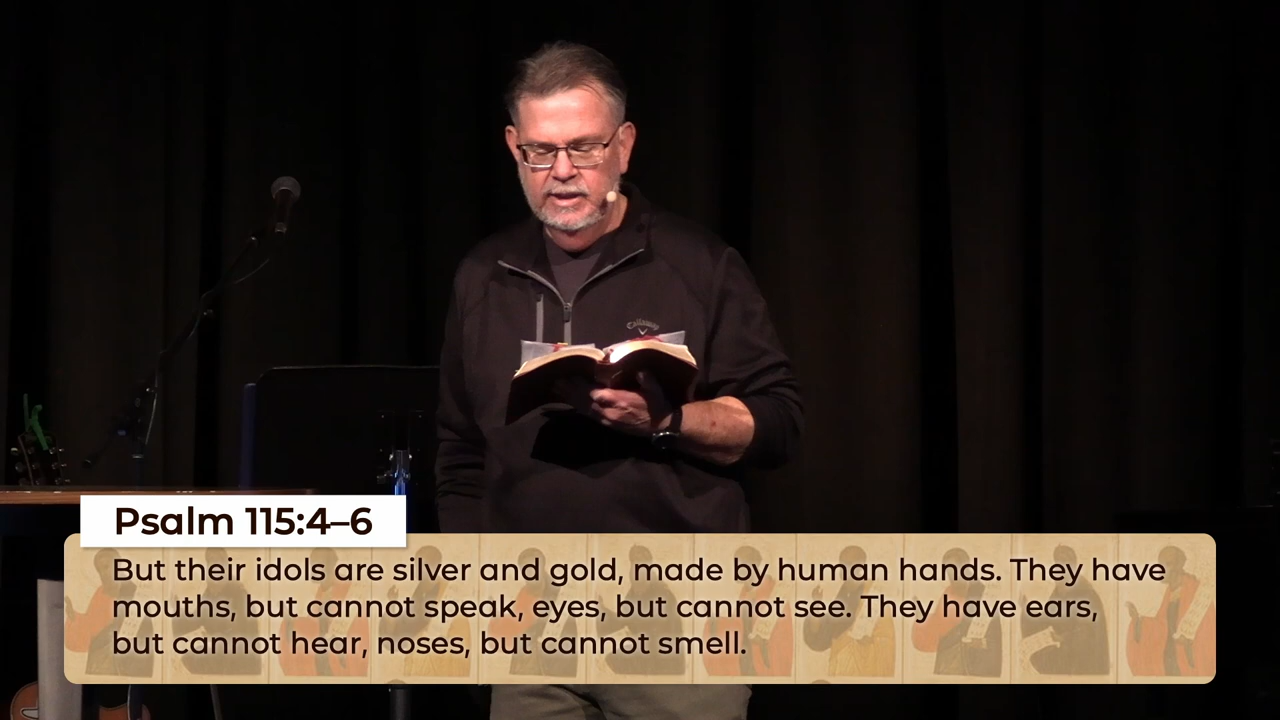 Callaway
Psalm 115:4–6
But their idols are silver and gold, made by human hands. They have
mouths, but cannot speak, eyes, but cannot see. They have ears,
but cannot hear, noses, but cannot smell.